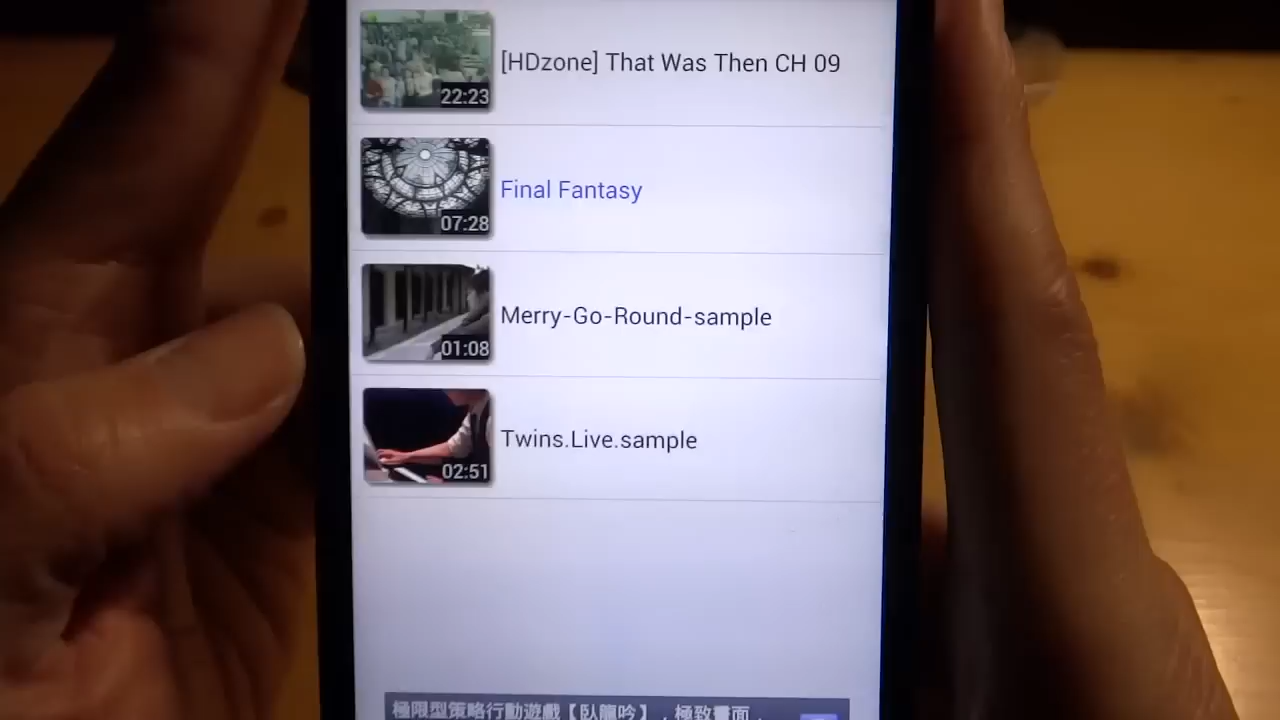 [HDzone] That Was Then CH 09
22:23
Final Fantasy
07:28
Merry-Go-Round-sample
01:08
Twins.Live.sample
02:51
極限型策略行動遊戲【臥龍吟】，極致畫面，